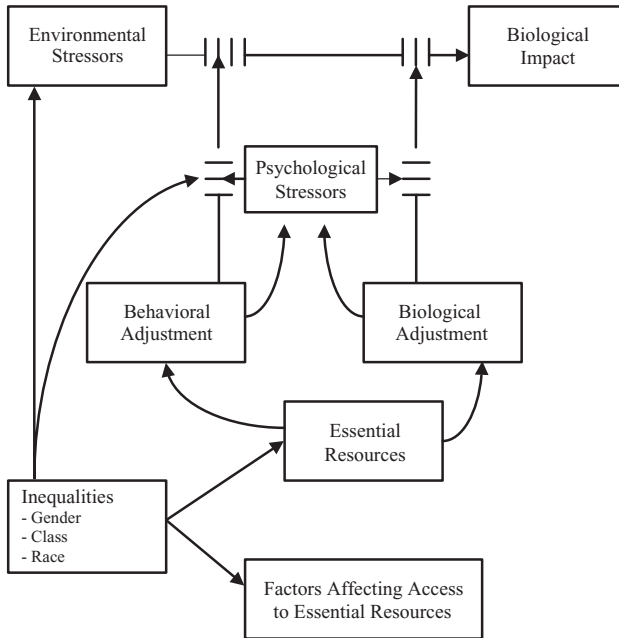 Environmental
Stressors
Biological
Impact
Psychological
Stressors
Behavioral
Adjustment
Biological
Adjustment
Essential
Resources
Inequalities
- Gender
- Class
- Race
Factors Affecting Access
to Essential Resources